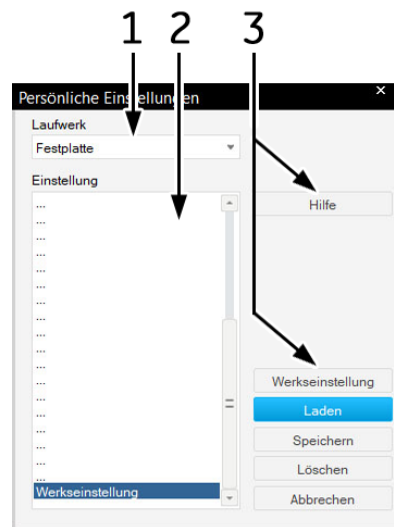 1 2 3
Persönliche Einstellungen ×
Laufwerk
Festplatte
Einstellung
...
...
Hilfe
...
...
...
...
...
...
...
...
...
Werkseinstellung
...
Laden
...
Speichern
...
Löschen
...
Werkseinstellung
Abbrechen